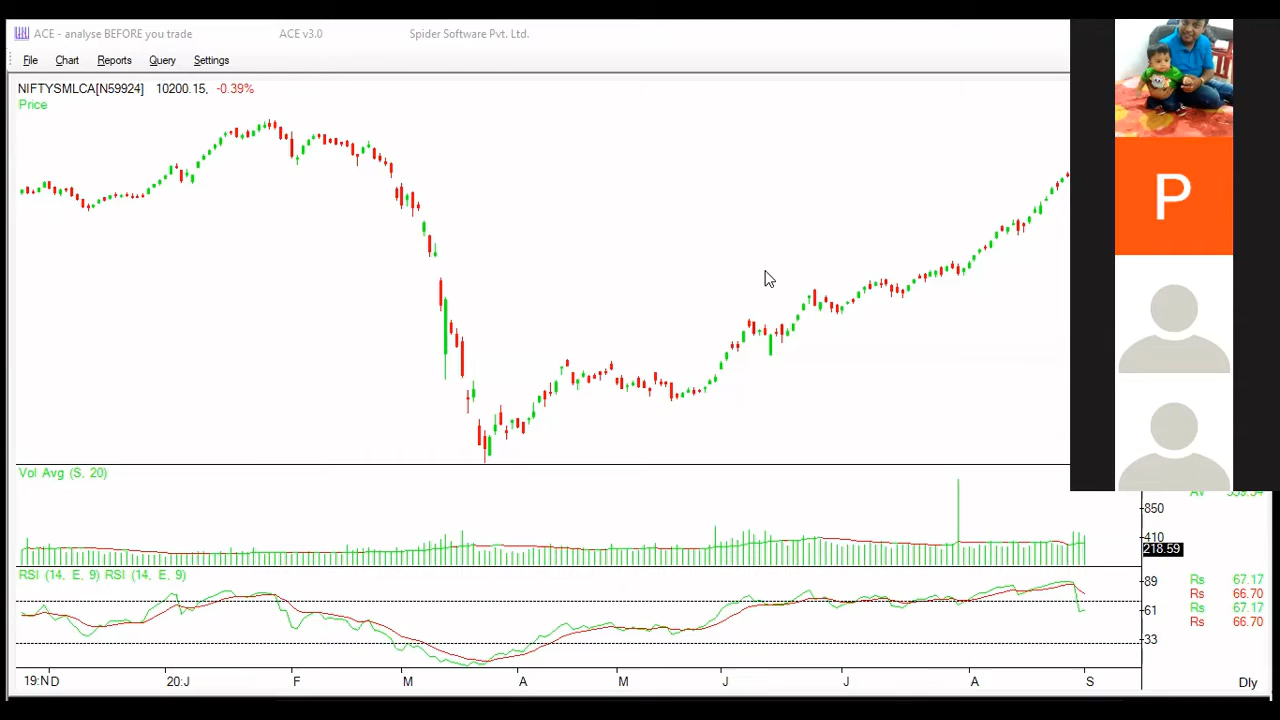 ACE - analyse BEFORE you trade ACE v3.0 Spider Software Pvt. Ltd.
File Chart Reports Query Settings
NIFTYSMLCA[N59924] 10200.15, -0.39%
Price
P
Vol Avg (S, 20)
850
410
218.59
RSI (14, E, 9) RSI (14, E, 9)
89
61
33
Rs 67.17
Rs 66.70
Rs 67.17
Rs 66.70
19:ND 20:J F M A M J J A S Dly